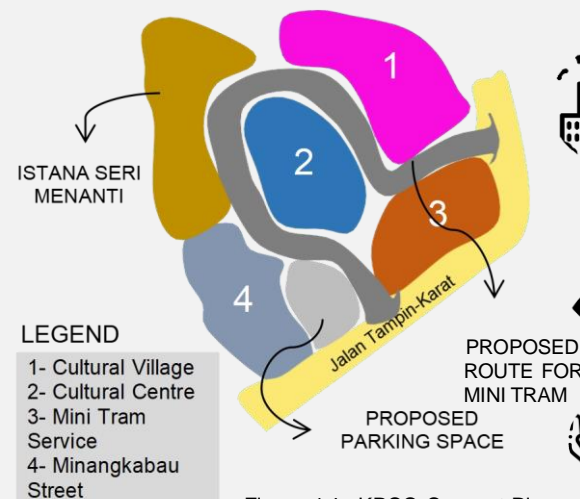 1
2
3
4
ISTANA SERI
MENANTI
Jalan Tampin-Karat
PROPOSED
ROUTE FOR
MINI TRAM
PROPOSED
PARKING SPACE
LEGEND
1- Cultural Village
2- Cultural Centre
3- Mini Tram
Service
4- Minangkabau
Street